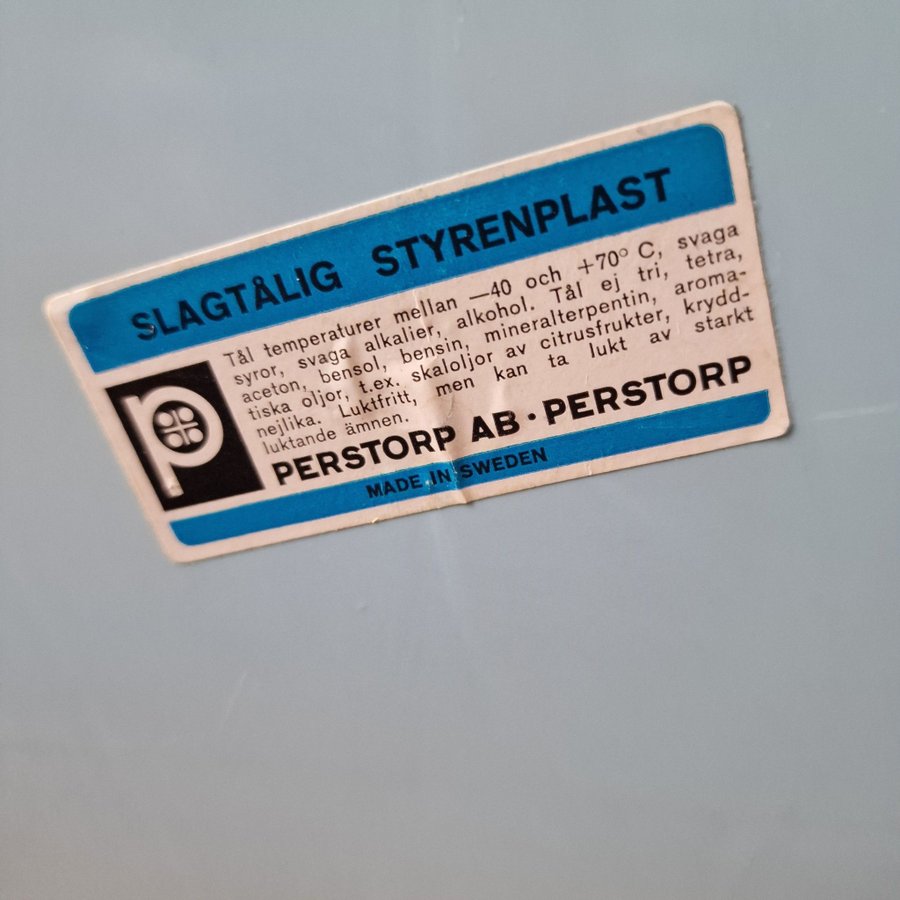 SLAGTÅLIG STYRENPLAST
Tål temperaturer mellan —40 och +70° C, svaga
syror, svaga alkalier, alkohol. Tål ej tri, tetra,
aceton, bensol, bensin, mineralterpentin, aroma-
tiska oljor, t.ex. skaloljor av citrusfrukter, krydd-
nejlika. Luktfritt, men kan ta lukt av starkt
luktande ämnen.
p
PERSTORP AB · PERSTORP
MADE IN SWEDEN